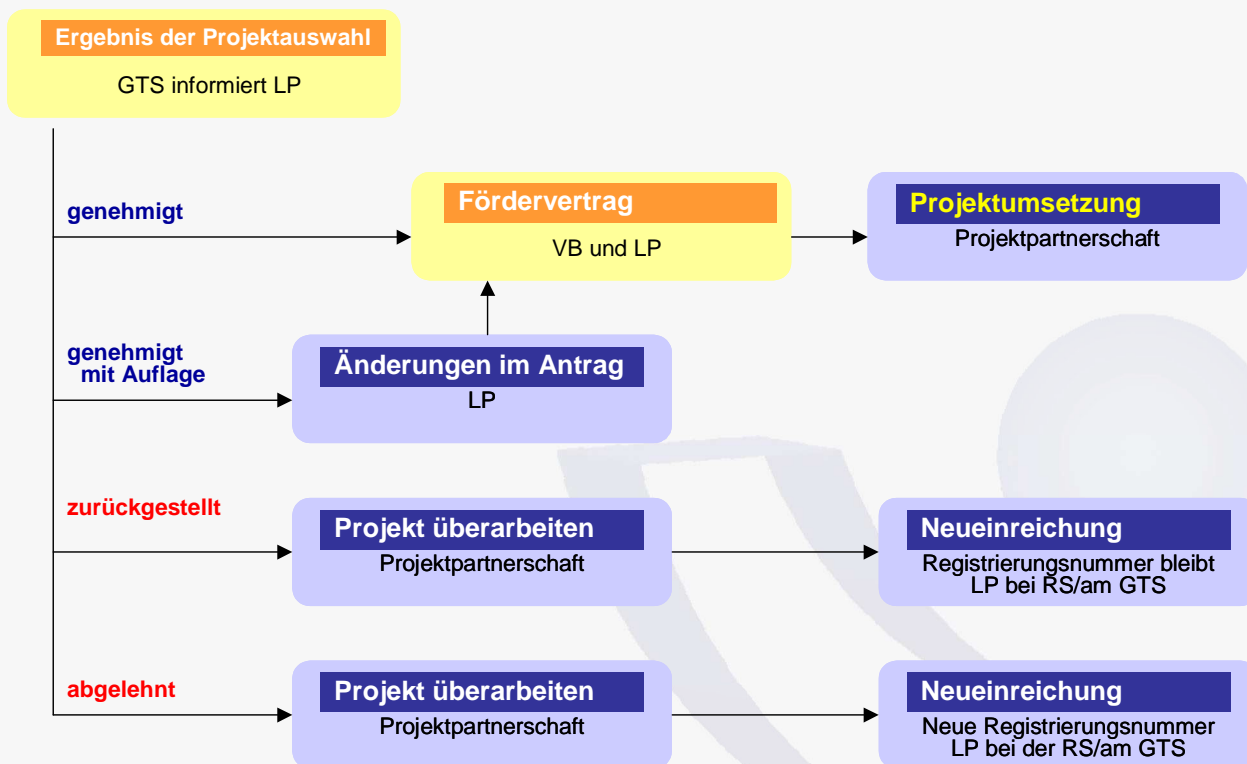 Ergebnis der Projektauswahl
GTS informiert LP
genehmigt
Fördervertrag
VB und LP
Projektumsetzung
Projektpartnerschaft
genehmigt
mit Auflage
Änderungen im Antrag
LP
zurückgestellt
Projekt überarbeiten
Projektpartnerschaft
Neueinreichung
Registrierungsnummer bleibt
LP bei RS/am GTS
abgelehnt
Projekt überarbeiten
Projektpartnerschaft
Neueinreichung
Neue Registrierungsnummer
LP bei der RS/am GTS